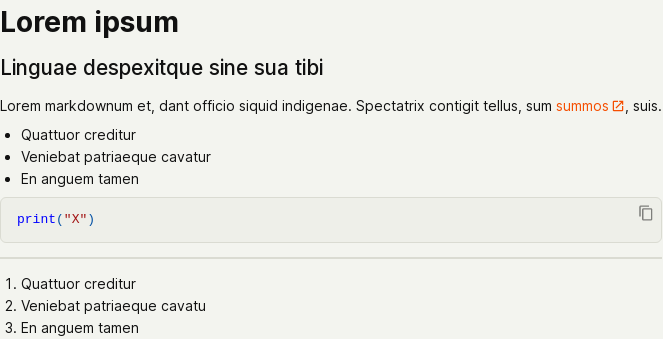 Lorem ipsum
Linguae despexitque sine sua tibi
Lorem markdownum et, dant officio siquid indigenae. Spectatrix contigit tellus, sum summos, suis.
• Quattuor creditur
• Veniebat patriaeque cavatur
• En anguem tamen
print("X")
1. Quattuor creditur
2. Veniebat patriaeque cavatu
3. En anguem tamen